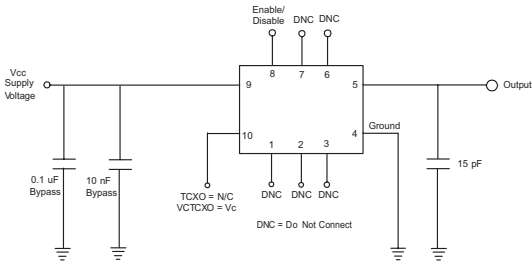 Enable/
Disable
DNC
DNC
8
7
6
Vcc
Supply
Voltage
9
5
Output
10
4
Ground
1
2
3
0.1 uF
Bypass
10 nF
Bypass
15 pF
TCXO = N/C
VCTCXO = Vc
DNC
DNC
DNC
DNC = Do Not Connect